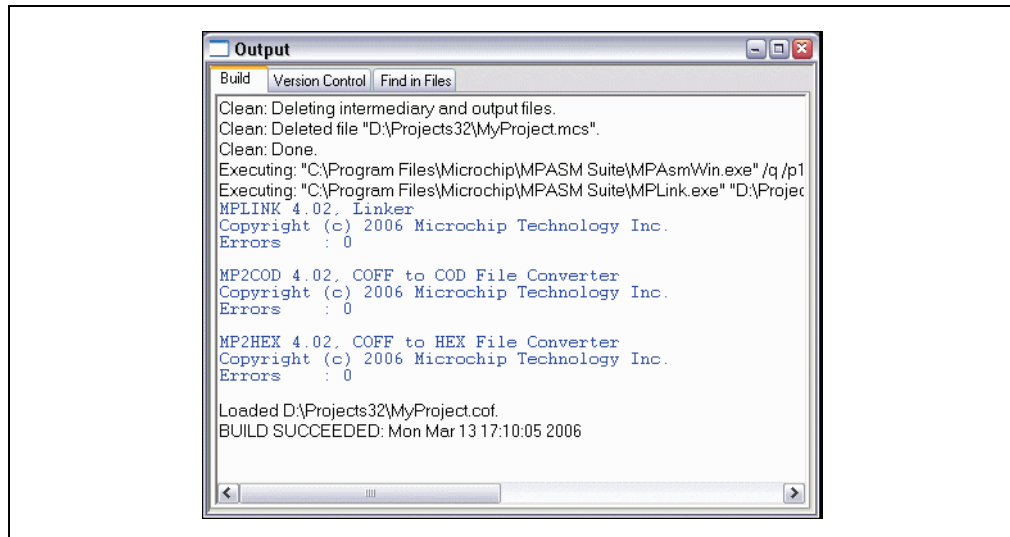 Output
Build Version Control Find in Files
Clean: Deleting intermediary and output files.
Clean: Deleted file "D:\Projects32\MyProject.mcs".
Clean: Done.
Executing: "C:\Program Files\Microchip\MPASM Suite\MPAsmWin.exe" /q /p1
Executing: "C:\Program Files\Microchip\MPASM Suite\MPLink.exe" "D:\Projec
MPLINK 4.02, Linker
Copyright (c) 2006 Microchip Technology Inc.
Errors : 0
MP2COD 4.02, COFF to COD File Converter
Copyright (c) 2006 Microchip Technology Inc.
Errors : 0
MP2HEX 4.02, COFF to HEX File Converter
Copyright (c) 2006 Microchip Technology Inc.
Errors : 0
Loaded D:\Projects32\MyProject.cof.
BUILD SUCCEEDED: Mon Mar 13 17:10:05 2006